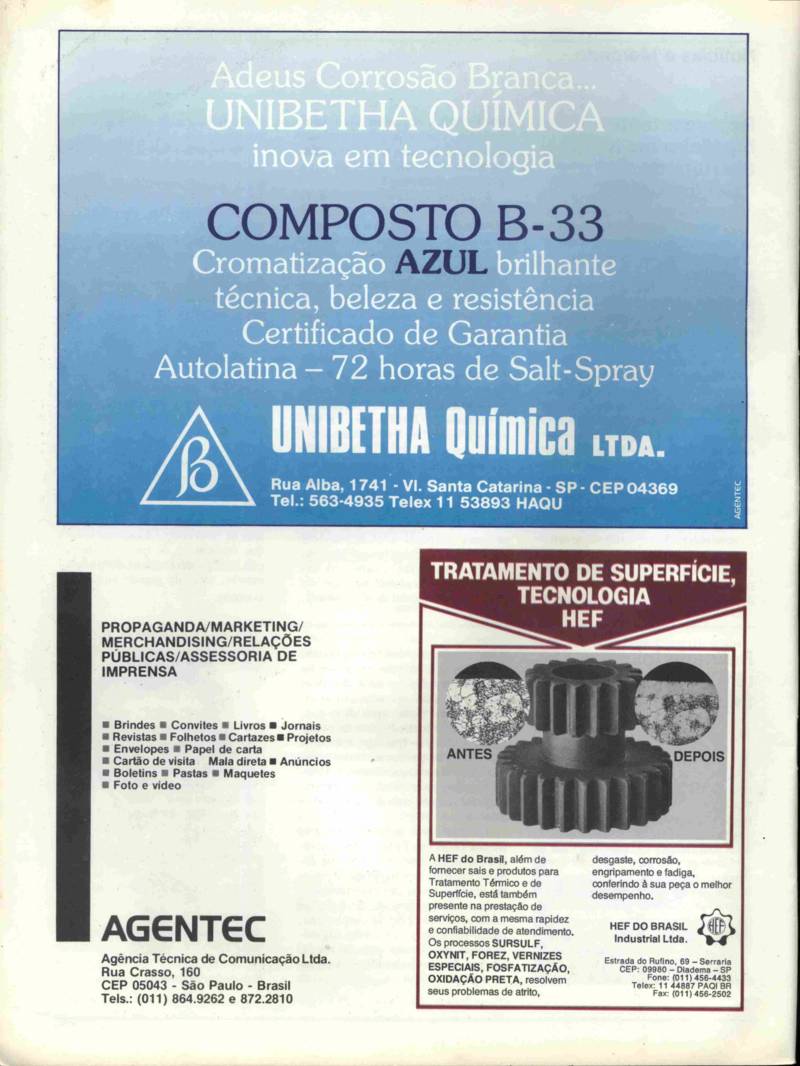 Adeus Corrosão Branca...
UNIBETHA QUÍMICA
inova em tecnologia
COMPOSTO B-33
Cromatização AZUL brilhante
técnica, beleza e resistência
Certificado de Garantia
Autolatina – 72 horas de Salt-Spray
UNIBETHA Química LTDA.
Rua Alba, 1741 - Vl. Santa Catarina - SP - CEP 04369
Tel.: 563-4935 Telex 11 53893 HAQU
AGENTEC
PROPAGANDA/MARKETING/
MERCHANDISING/RELAÇÕES
PÚBLICAS/ASSESSORIA DE
IMPRENSA
■ Brindes ■ Convites ■ Livros ■ Jornais
■ Revistas ■ Folhetos ■ Cartazes ■ Projetos
■ Envelopes ■ Papel de carta
■ Cartão de visita Mala direta ■ Anúncios
■ Boletins ■ Pastas ■ Maquetes
■ Foto e vídeo
AGENTEC
Agência Técnica de Comunicação Ltda.
Rua Crasso, 160
CEP 05043 - São Paulo - Brasil
Tels.: (011) 864.9262 e 872.2810
TRATAMENTO DE SUPERFÍCIE,
TECNOLOGIA
HEF
ANTES
DEPOIS
A HEF do Brasil, além de
fornecer sais e produtos para
Tratamento Térmico e de
Superfície, está também
presente na prestação de
serviços, com a mesma rapidez
e confiabilidade de atendimento.
Os processos SURSULF,
OXYNIT, FOREZ, VERNIZES
ESPECIAIS, FOSFATIZAÇÃO,
OXIDAÇÃO PRETA, resolvem
seus problemas de atrito,
desgaste, corrosão,
engripamento e fadiga,
conferindo à sua peça o melhor
desempenho.
HEF DO BRASIL
Industrial Ltda.
HEF
Estrada do Rufino, 69 – Serraria
CEP: 09980 – Diadema – SP
Fone: (011) 456-4433
Telex: 11 44887 PAQI BR
Fax: (011) 456-2502